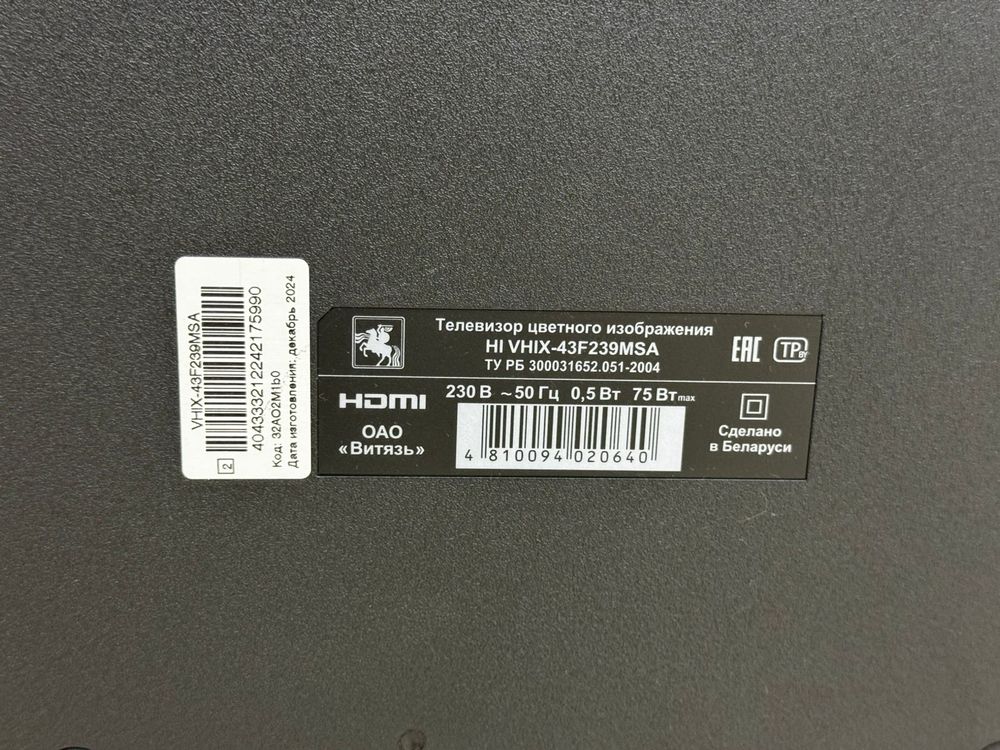 VHIX-43F239MSA
4043332122242175990
Код: 32AO2M1b0
Дата изготовления: декабрь 2024
2
Телевизор цветного изображения
HI VHIX-43F239MSA
ТУ РБ 300031652.051-2004
EAC
TP BY
HDMI
230 В ~50 Гц 0,5 Вт 75 Втmax
ОАО
«Витязь»
4 810094 020640
Сделано
в Беларуси